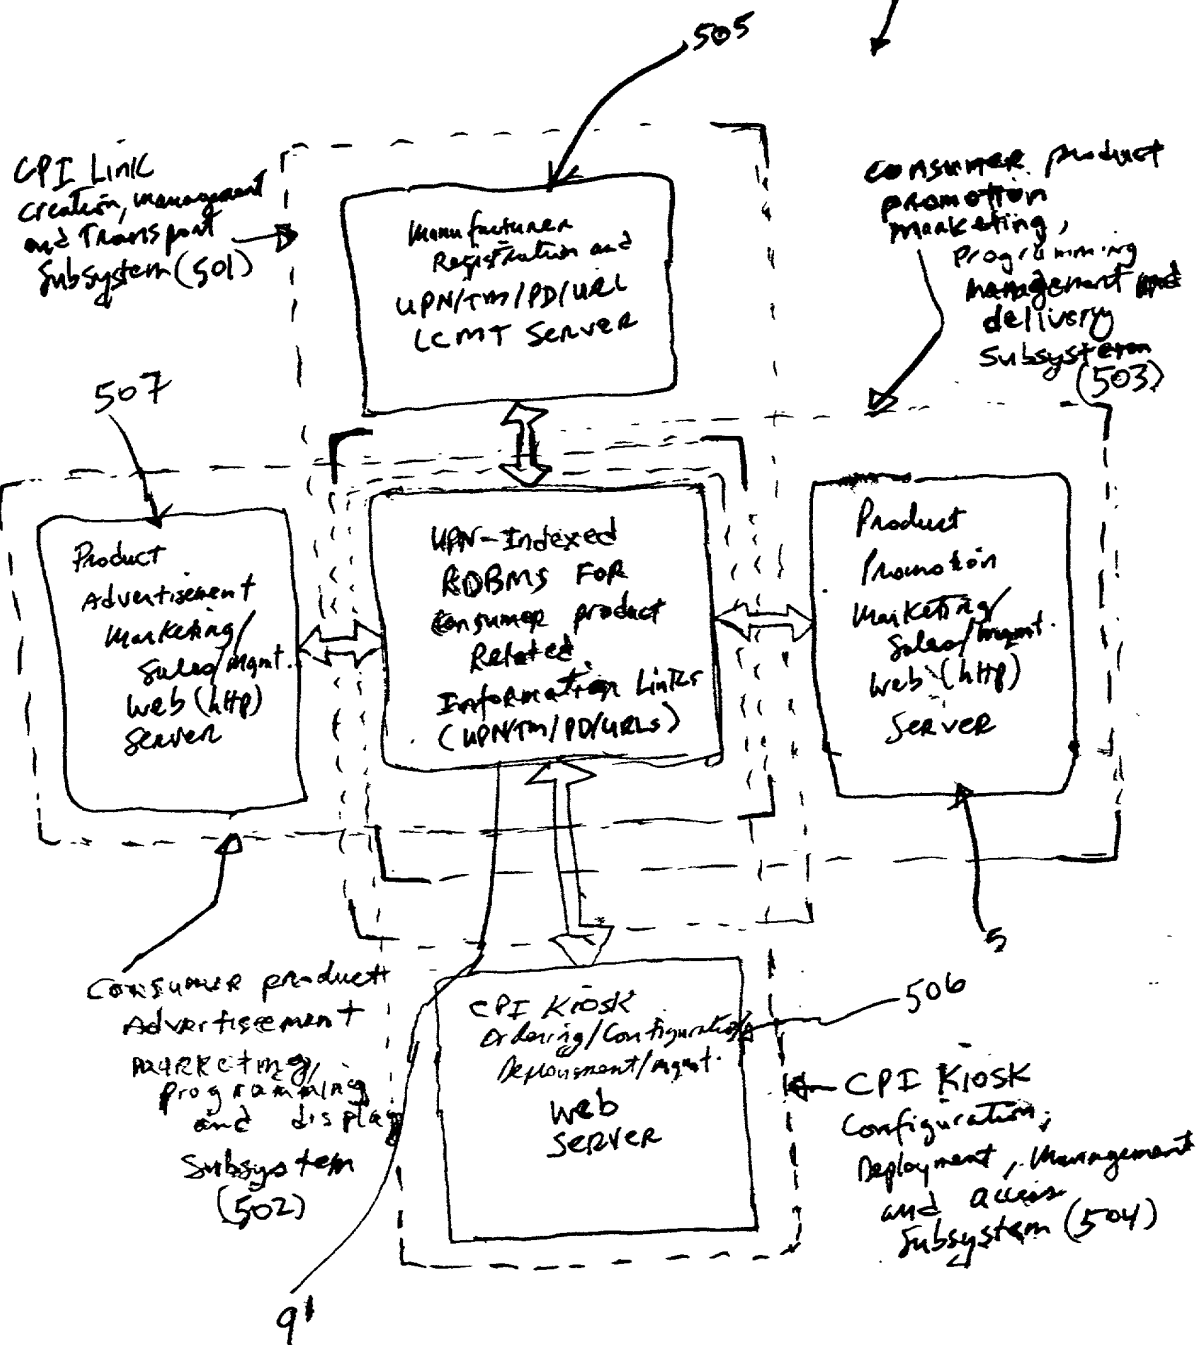 505
CPI Link
creation, management
and Transport
Subsystem (501)
Manufacturer
Registration and
UPN/TM/PD/URL
LCMT Server
consumer product
promotion
marketing,
programming
management and
delivery
Subsystem
(503)
507
Product
Advertisement
Marketing/
Sales/mgmt.
Web (http)
Server
UPN-Indexed
RDBMS FOR
Consumer product
Related
Information Links
(UPN/TM/PD/URLs)
Product
Promotion
Marketing/
Sales/mgmt.
Web (http)
Server
5
Consumer product
Advertisement
marketing,
programming
and display
Subsystem
(502)
CPI Kiosk
Ordering/Configuration
Deployment/mgmt.
Web
Server
506
CPI Kiosk
Configuration,
Deployment, Management
and access
Subsystem (504)
9'